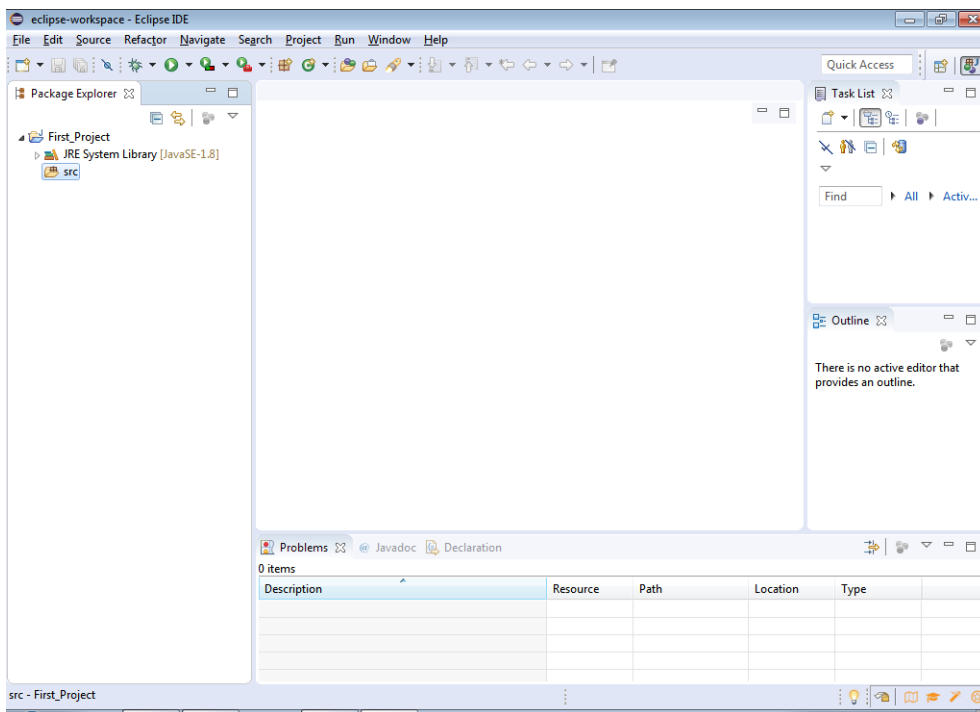 eclipse-workspace - Eclipse IDE
File Edit Source Refactor Navigate Search Project Run Window Help
Quick Access
Package Explorer
Task List
First_Project
JRE System Library [JavaSE-1.8]
src
Find All Activ...
Outline
There is no active editor that
provides an outline.
Problems @ Javadoc Declaration
0 items
Description Resource Path Location Type
src - First_Project